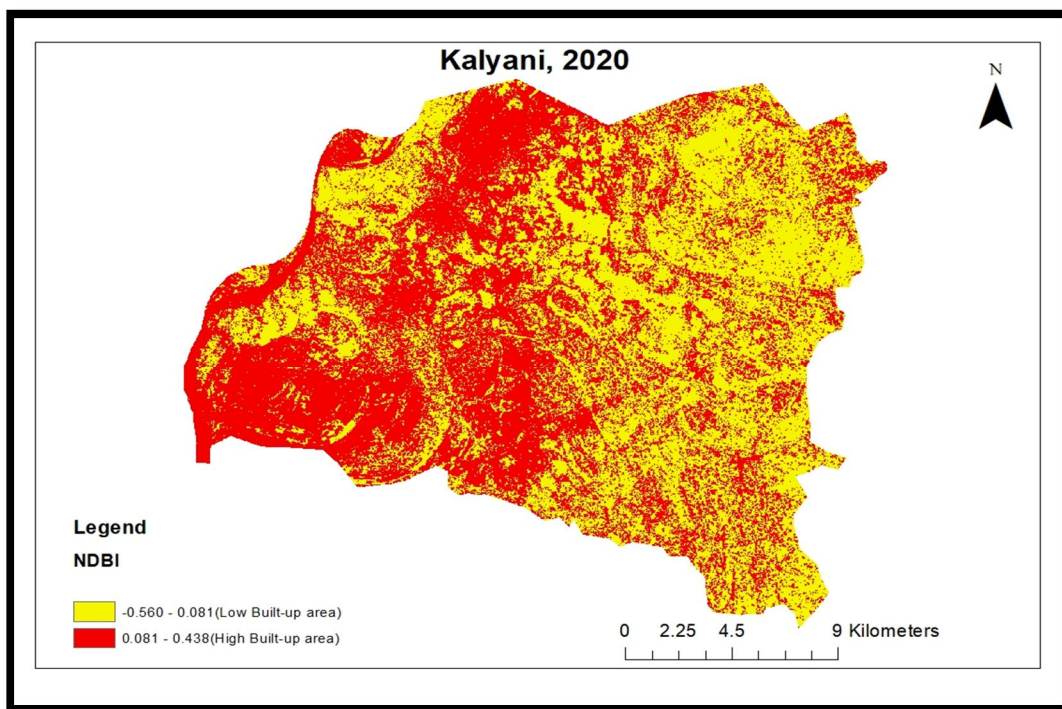 Kalyani, 2020
N
Legend
NDBI
-0.560 - 0.081(Low Built-up area)
0.081 - 0.438(High Built-up area)
0 2.25 4.5 9 Kilometers